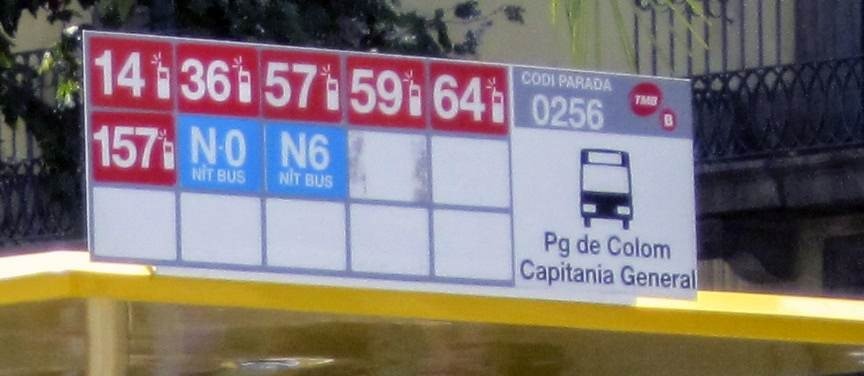 14 36 57 59 64
157 N·0 N6
NIT BUS NIT BUS
CODI PARADA
0256
TMB
B
Pg de Colom
Capitania General